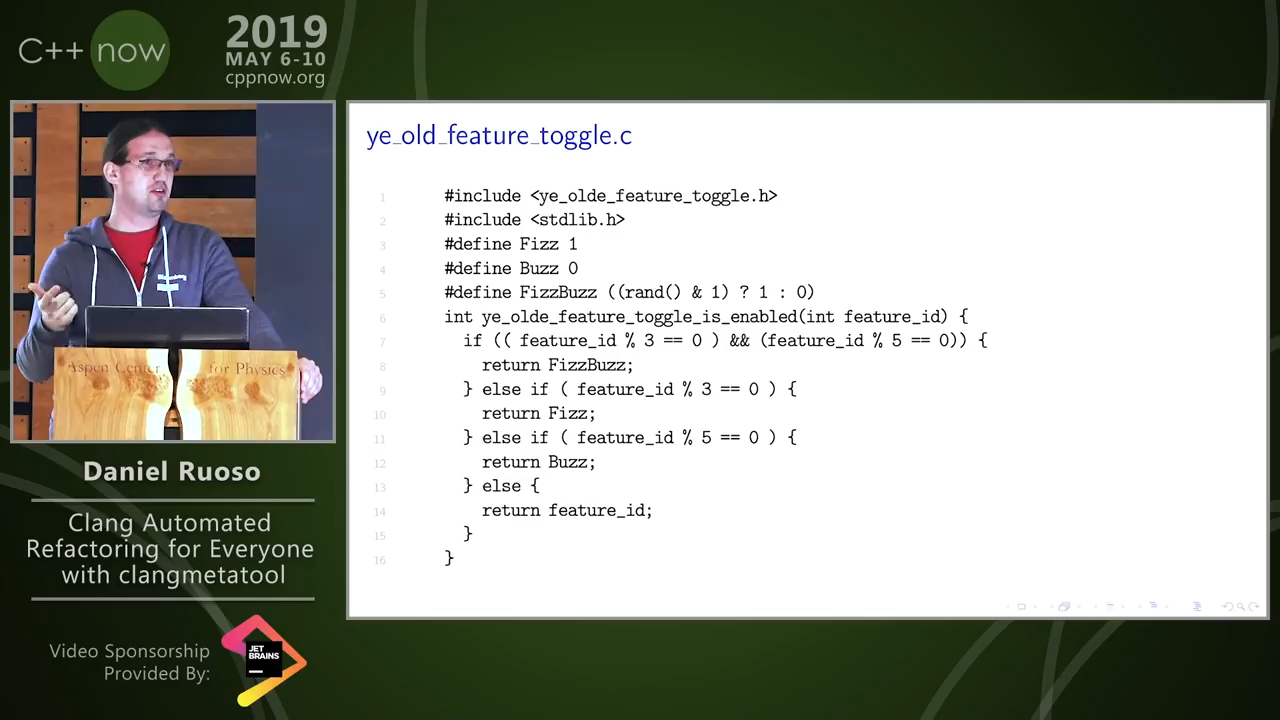 C++ now
2019
MAY 6-10
cppnow.org
Aspen Center for Physics
Daniel Ruoso
Clang Automated
Refactoring for Everyone
with clangmetatool
Video Sponsorship
Provided By:
JET
BRAINS
ye_old_feature_toggle.c
1 #include <ye_olde_feature_toggle.h>
2 #include <stdlib.h>
3 #define Fizz 1
4 #define Buzz 0
5 #define FizzBuzz ((rand() & 1) ? 1 : 0)
6 int ye_olde_feature_toggle_is_enabled(int feature_id) {
7 if (( feature_id % 3 == 0 ) && (feature_id % 5 == 0)) {
8 return FizzBuzz;
9 } else if ( feature_id % 3 == 0 ) {
10 return Fizz;
11 } else if ( feature_id % 5 == 0 ) {
12 return Buzz;
13 } else {
14 return feature_id;
15 }
16 }